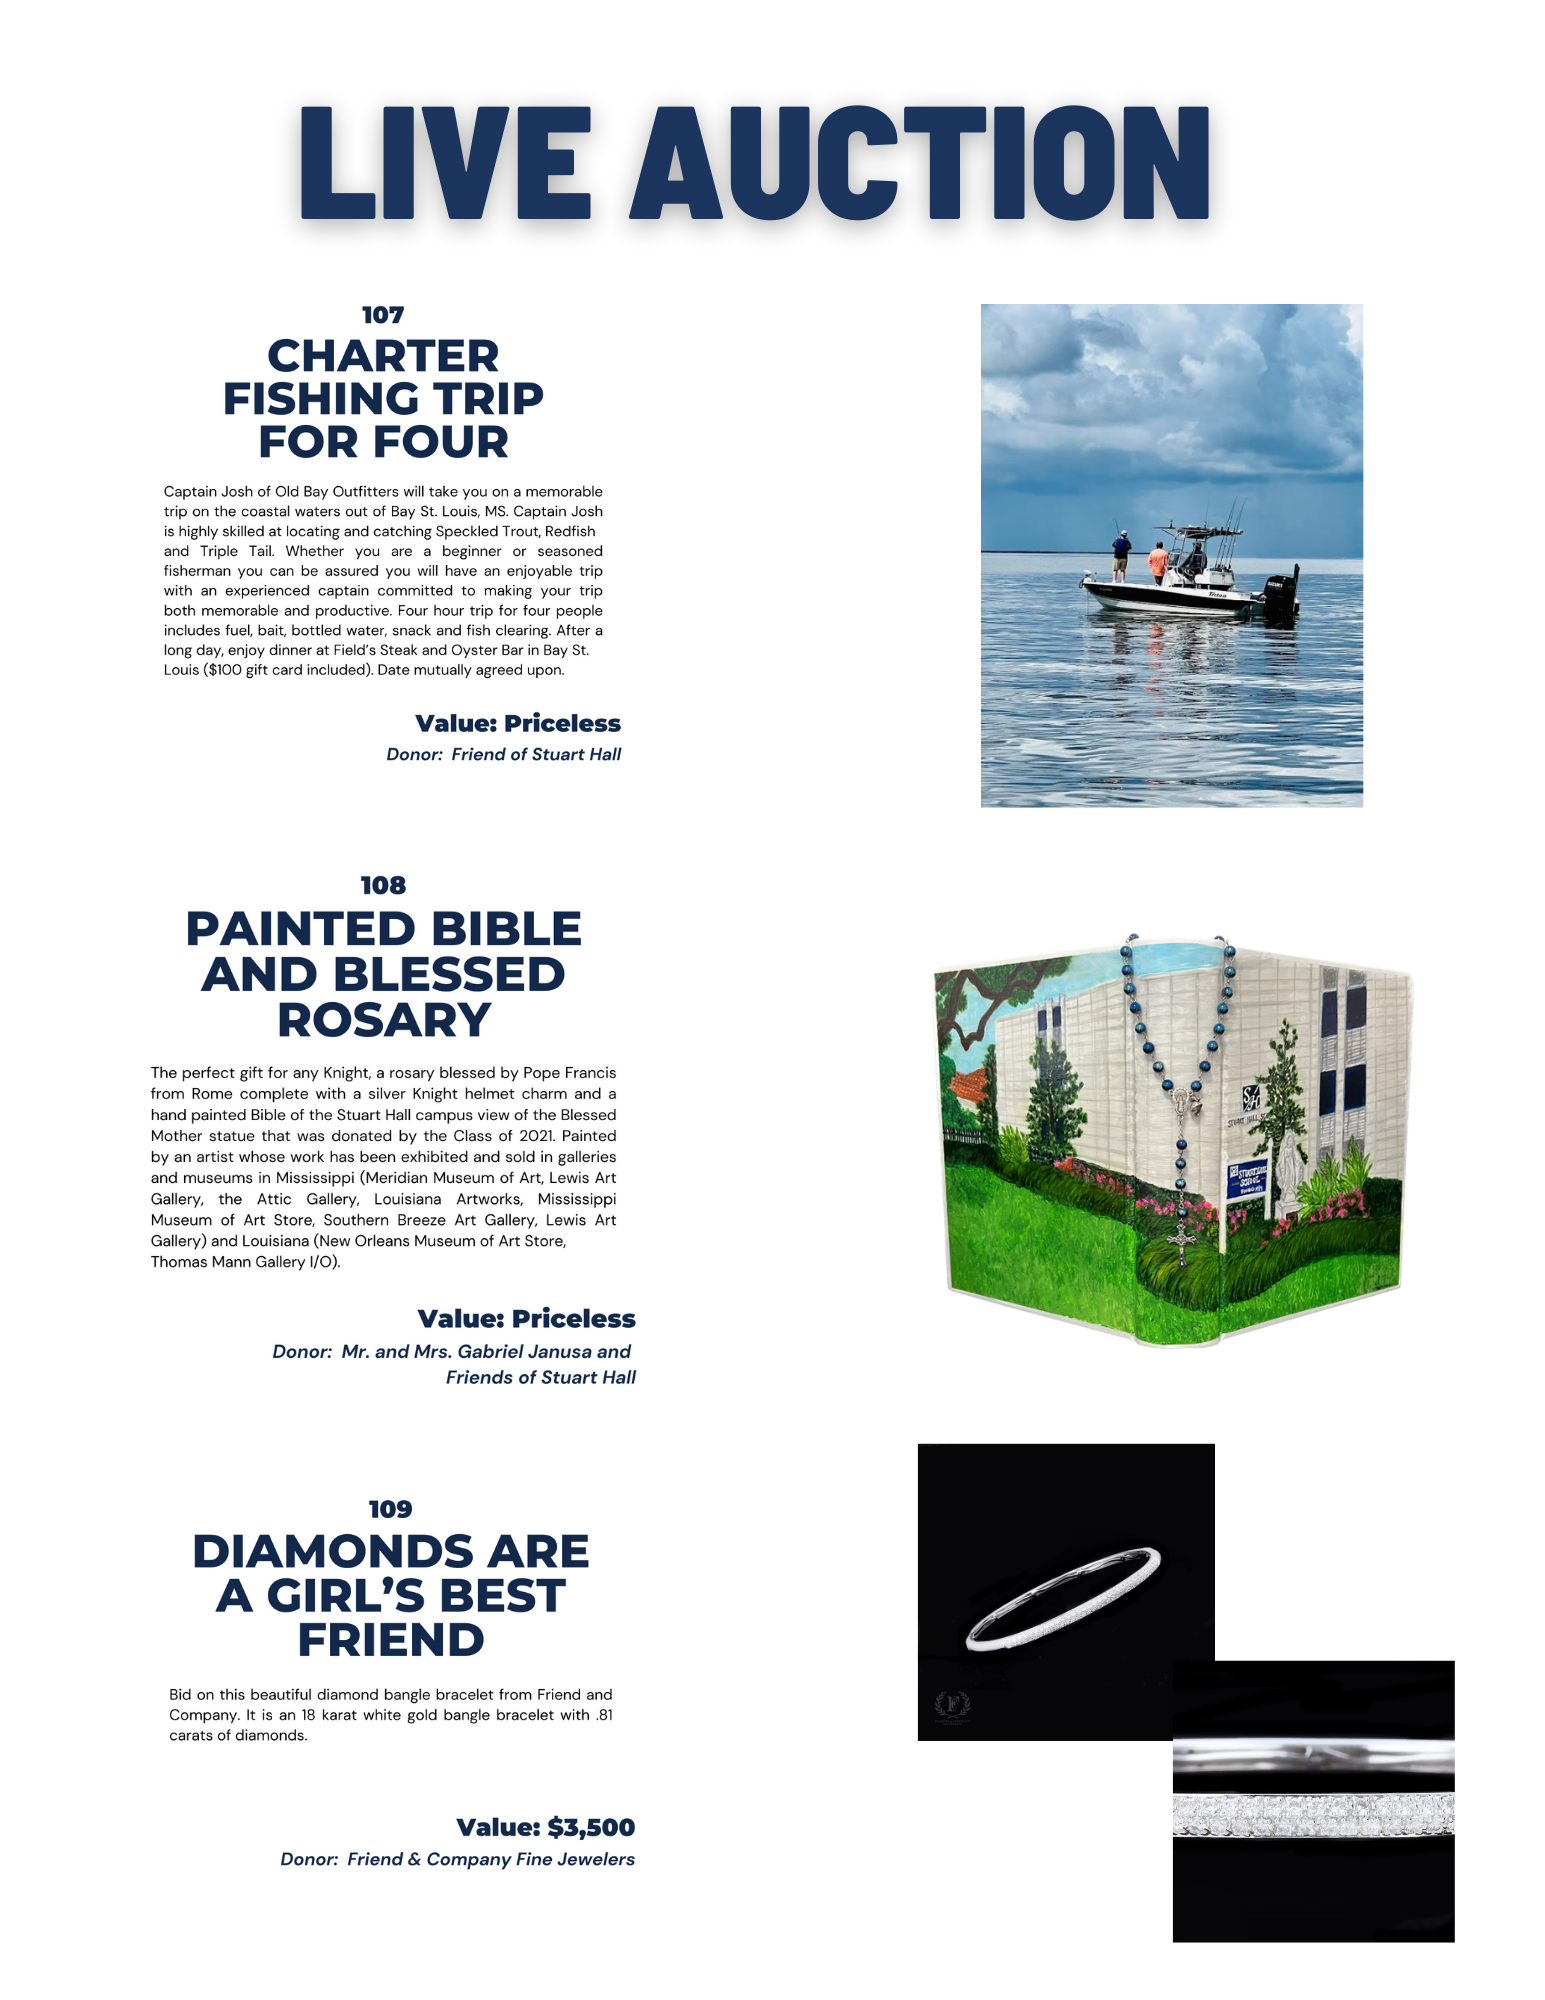 LIVE AUCTION
107
CHARTER
FISHING TRIP
FOR FOUR
Captain Josh of Old Bay Outfitters will take you on a memorable
trip on the coastal waters out of Bay St. Louis, MS. Captain Josh
is highly skilled at locating and catching Speckled Trout, Redfish
and Triple Tail. Whether you are a beginner or seasoned
fisherman you can be assured you will have an enjoyable trip
with an experienced captain committed to making your trip
both memorable and productive. Four hour trip for four people
includes fuel, bait, bottled water, snack and fish clearing. After a
long day, enjoy dinner at Field's Steak and Oyster Bar in Bay St.
Louis ($100 gift card included). Date mutually agreed upon.
Value: Priceless
Donor: Friend of Stuart Hall
Triton
108
PAINTED BIBLE
AND BLESSED
ROSARY
The perfect gift for any Knight, a rosary blessed by Pope Francis
from Rome complete with a silver Knight helmet charm and a
hand painted Bible of the Stuart Hall campus view of the Blessed
Mother statue that was donated by the Class of 2021. Painted
by an artist whose work has been exhibited and sold in galleries
and museums in Mississippi (Meridian Museum of Art, Lewis Art
Gallery, the Attic Gallery, Louisiana Artworks, Mississippi
Museum of Art Store, Southern Breeze Art Gallery, Lewis Art
Gallery) and Louisiana (New Orleans Museum of Art Store,
Thomas Mann Gallery I/O).
Value: Priceless
Donor: Mr. and Mrs. Gabriel Janusa and
Friends of Stuart Hall
SH
STUART HALL
SCHOOL
109
DIAMONDS ARE
A GIRL'S BEST
FRIEND
Bid on this beautiful diamond bangle bracelet from Friend and
Company. It is an 18 karat white gold bangle bracelet with .81
carats of diamonds.
Value: $3,500
Donor: Friend & Company Fine Jewelers
F